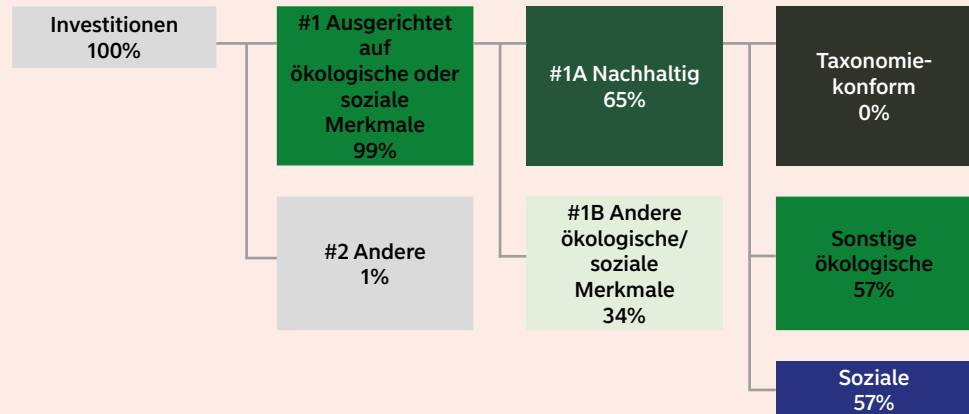 Investitionen
100%
#1 Ausgerichtet
auf
ökologische oder
soziale
Merkmale
99%
#1A Nachhaltig
65%
Taxonomie-
konform
0%
#2 Andere
1%
#1B Andere
ökologische/
soziale
Merkmale
34%
Sonstige
ökologische
57%
Soziale
57%